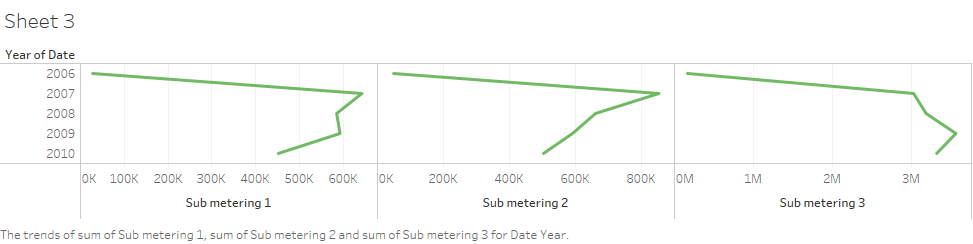 Sheet 3
Year of Date
2006
2007
2008
2009
2010
0K 100K 200K 300K 400K 500K 600K 0K 200K 400K 600K 800K 0M 1M 2M 3M
Sub metering 1 Sub metering 2 Sub metering 3
The trends of sum of Sub metering 1, sum of Sub metering 2 and sum of Sub metering 3 for Date Year.